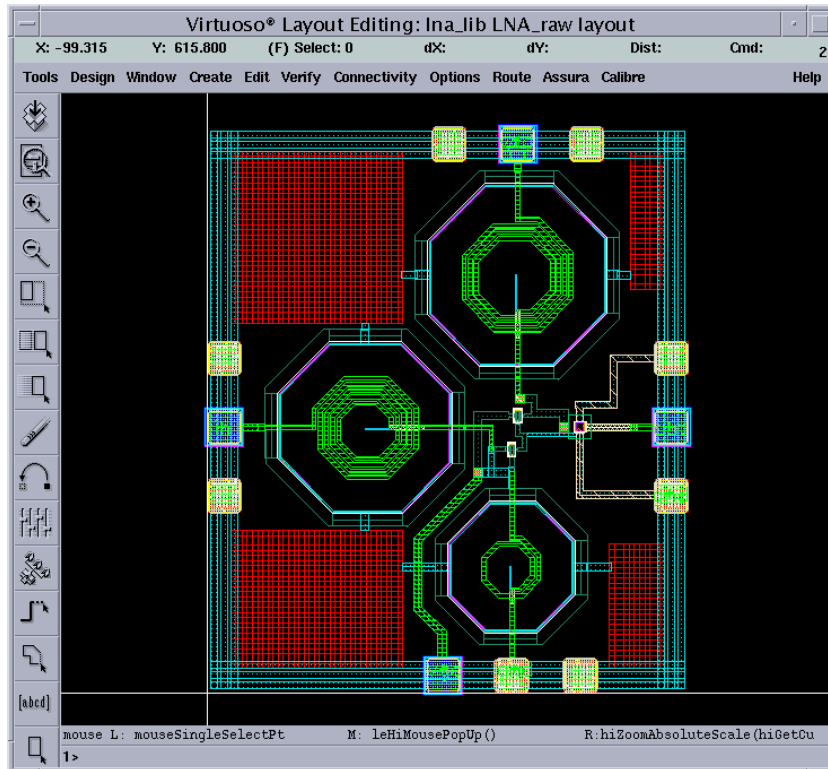 Virtuoso® Layout Editing: lna_lib LNA_raw layout
X: -99.315 Y: 615.800 (F) Select: 0 dX: dY: Dist: Cmd: 2
Tools Design Window Create Edit Verify Connectivity Options Route Assura Calibre Help
[abcd]
mouse L: mouseSingleSelectPt M: leHiMousePopUp() R:hiZoomAbsoluteScale(hiGetCu
1>